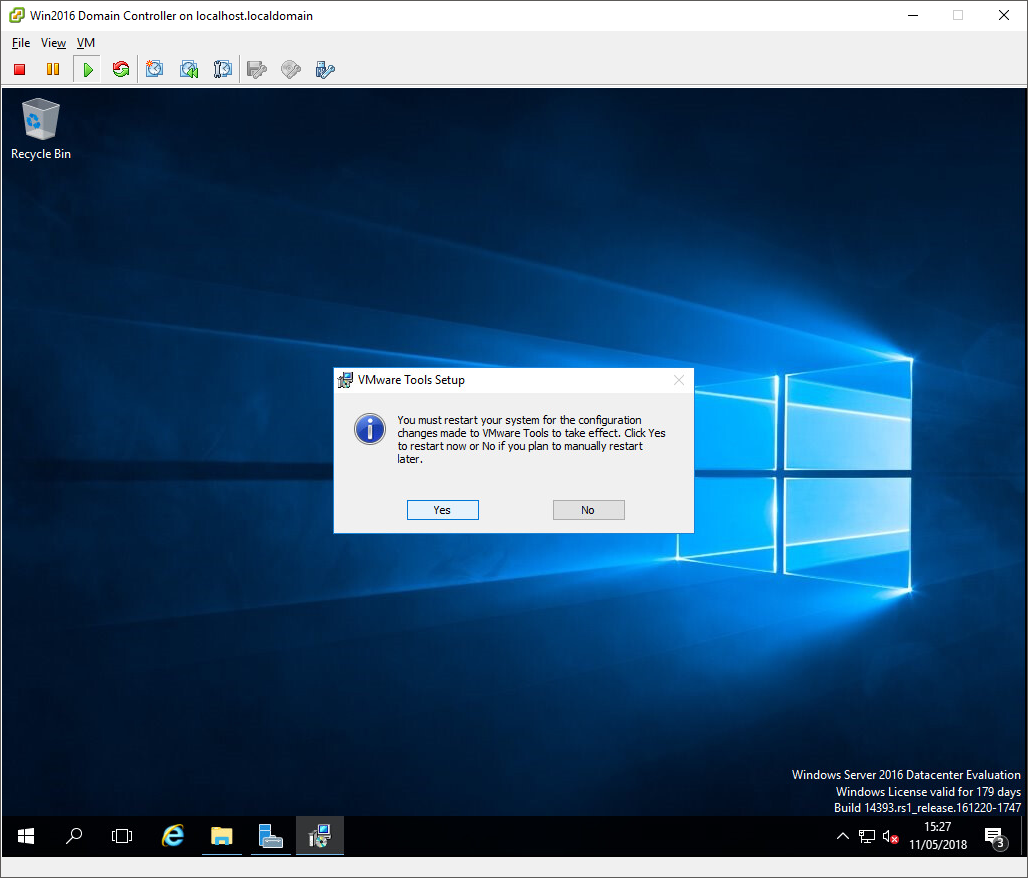 Win2016 Domain Controller on localhost.localdomain
File View VM
Recycle Bin
VMware Tools Setup
You must restart your system for the configuration
changes made to VMware Tools to take effect. Click Yes
to restart now or No if you plan to manually restart
later.
Yes No
Windows Server 2016 Datacenter Evaluation
Windows License valid for 179 days
Build 14393.rs1_release.161220-1747
15:27
11/05/2018
3